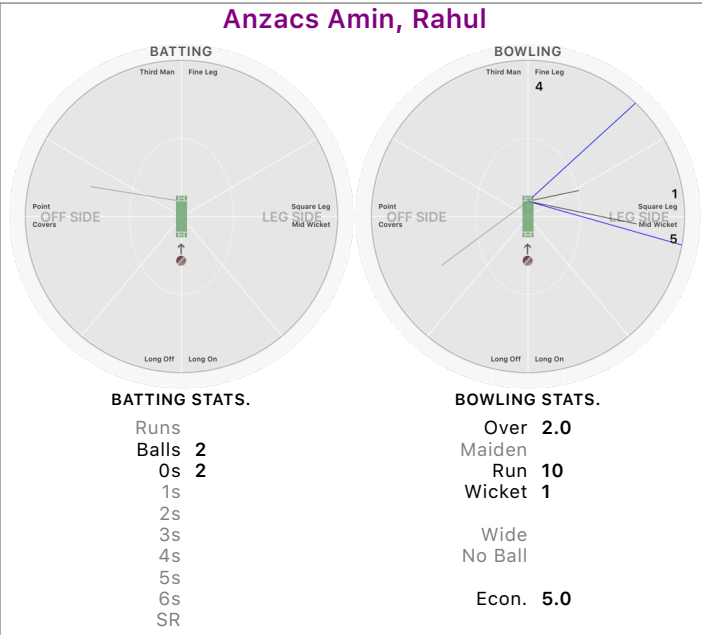 Anzacs Amin, Rahul
BATTING
Third Man Fine Leg
Point
OFF SIDE
Covers
Square Leg
LEG SIDE
Mid Wicket
Long Off Long On
BATTING STATS.
Runs
Balls 2
0s 2
1s
2s
3s
4s
5s
6s
SR
BOWLING
Third Man Fine Leg
4
Point
OFF SIDE
Covers
1
Square Leg
LEG SIDE
Mid Wicket
5
Long Off Long On
BOWLING STATS.
Over 2.0
Maiden
Run 10
Wicket 1
Wide
No Ball
Econ. 5.0